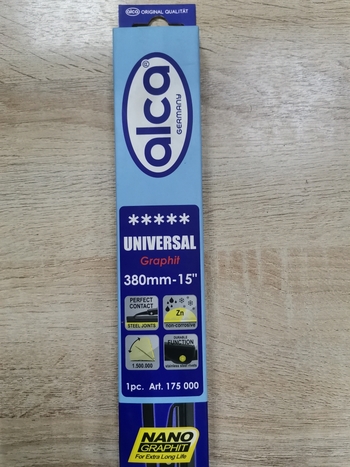 alca ORIGINAL QUALITÄT
alca®
GERMANY
★★★★★
UNIVERSAL
Graphit
380mm-15"
PERFECT
CONTACT
STEEL JOINTS
Zn
non-corrosive
1.500.000
DURABLE
FUNCTION
1pc. Art. 175 000
NANO
GRAPHIT
For Extra Long Life